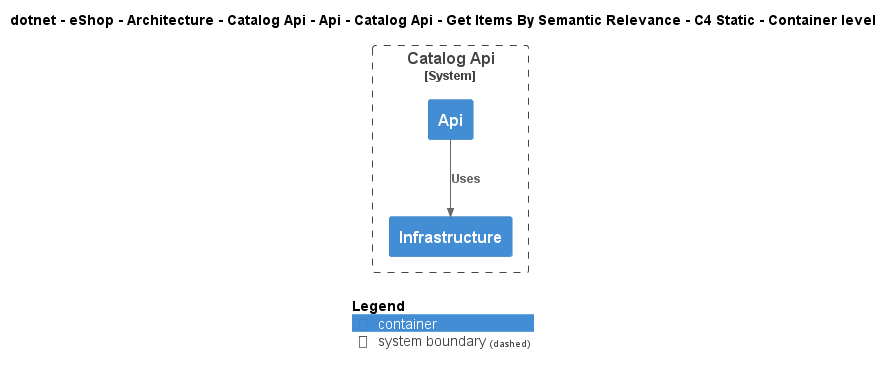 dotnet - eShop - Architecture - Catalog Api - Api - Catalog Api - Get Items By Semantic Relevance - C4 Static - Container level
Catalog Api
[System]
Api
Uses
Infrastructure
Legend
container
system boundary (dashed)